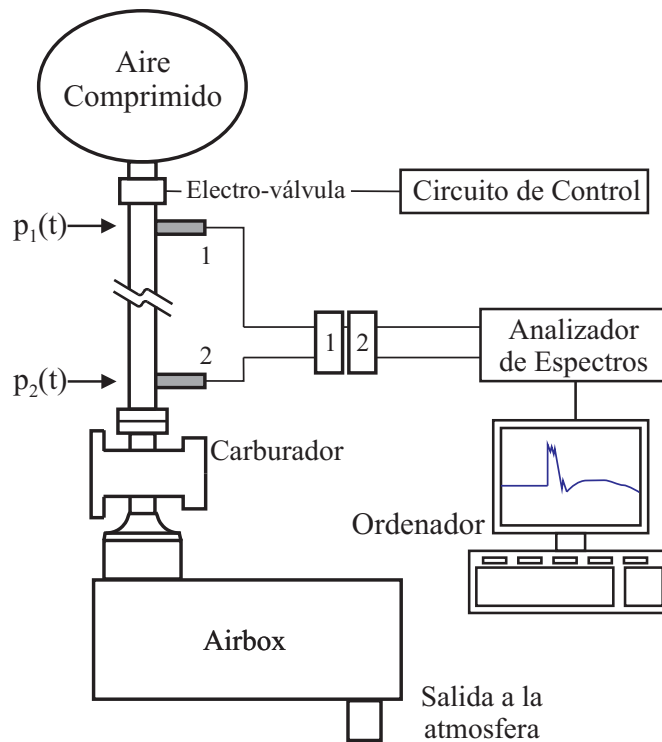 Aire
Comprimido
Electro-válvula
Circuito de Control
p1(t)
1
p2(t)
2
1
2
Analizador
de Espectros
Carburador
Ordenador
Airbox
Salida a la
atmosfera